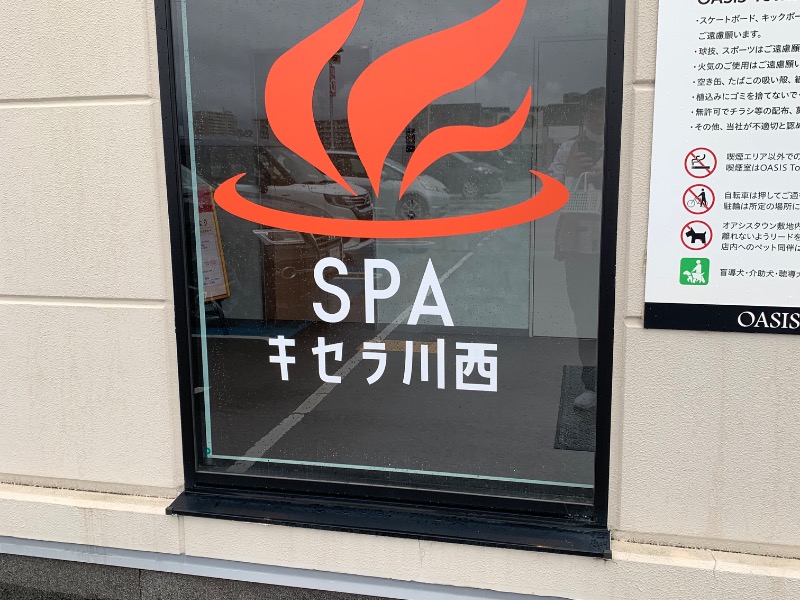 SPA
キセラ川西
OASIS
・スケートボード、キックボー
ご遠慮願います。
・球技、スポーツはご遠慮願
・火気のご使用はご遠慮願い
・空き缶、たばこの吸い殻、
・植込みにゴミを捨てないで
・無許可でチラシ等の配布、
・その他、当社が不適切と認め
喫煙エリア以外での
喫煙室はOASIS To
自転車は押してご通
駐輪は所定の場所に
オアシスタウン敷地内
離れないようリードを
店内へのペット同伴は
盲導犬・介助犬・聴導犬
OASIS